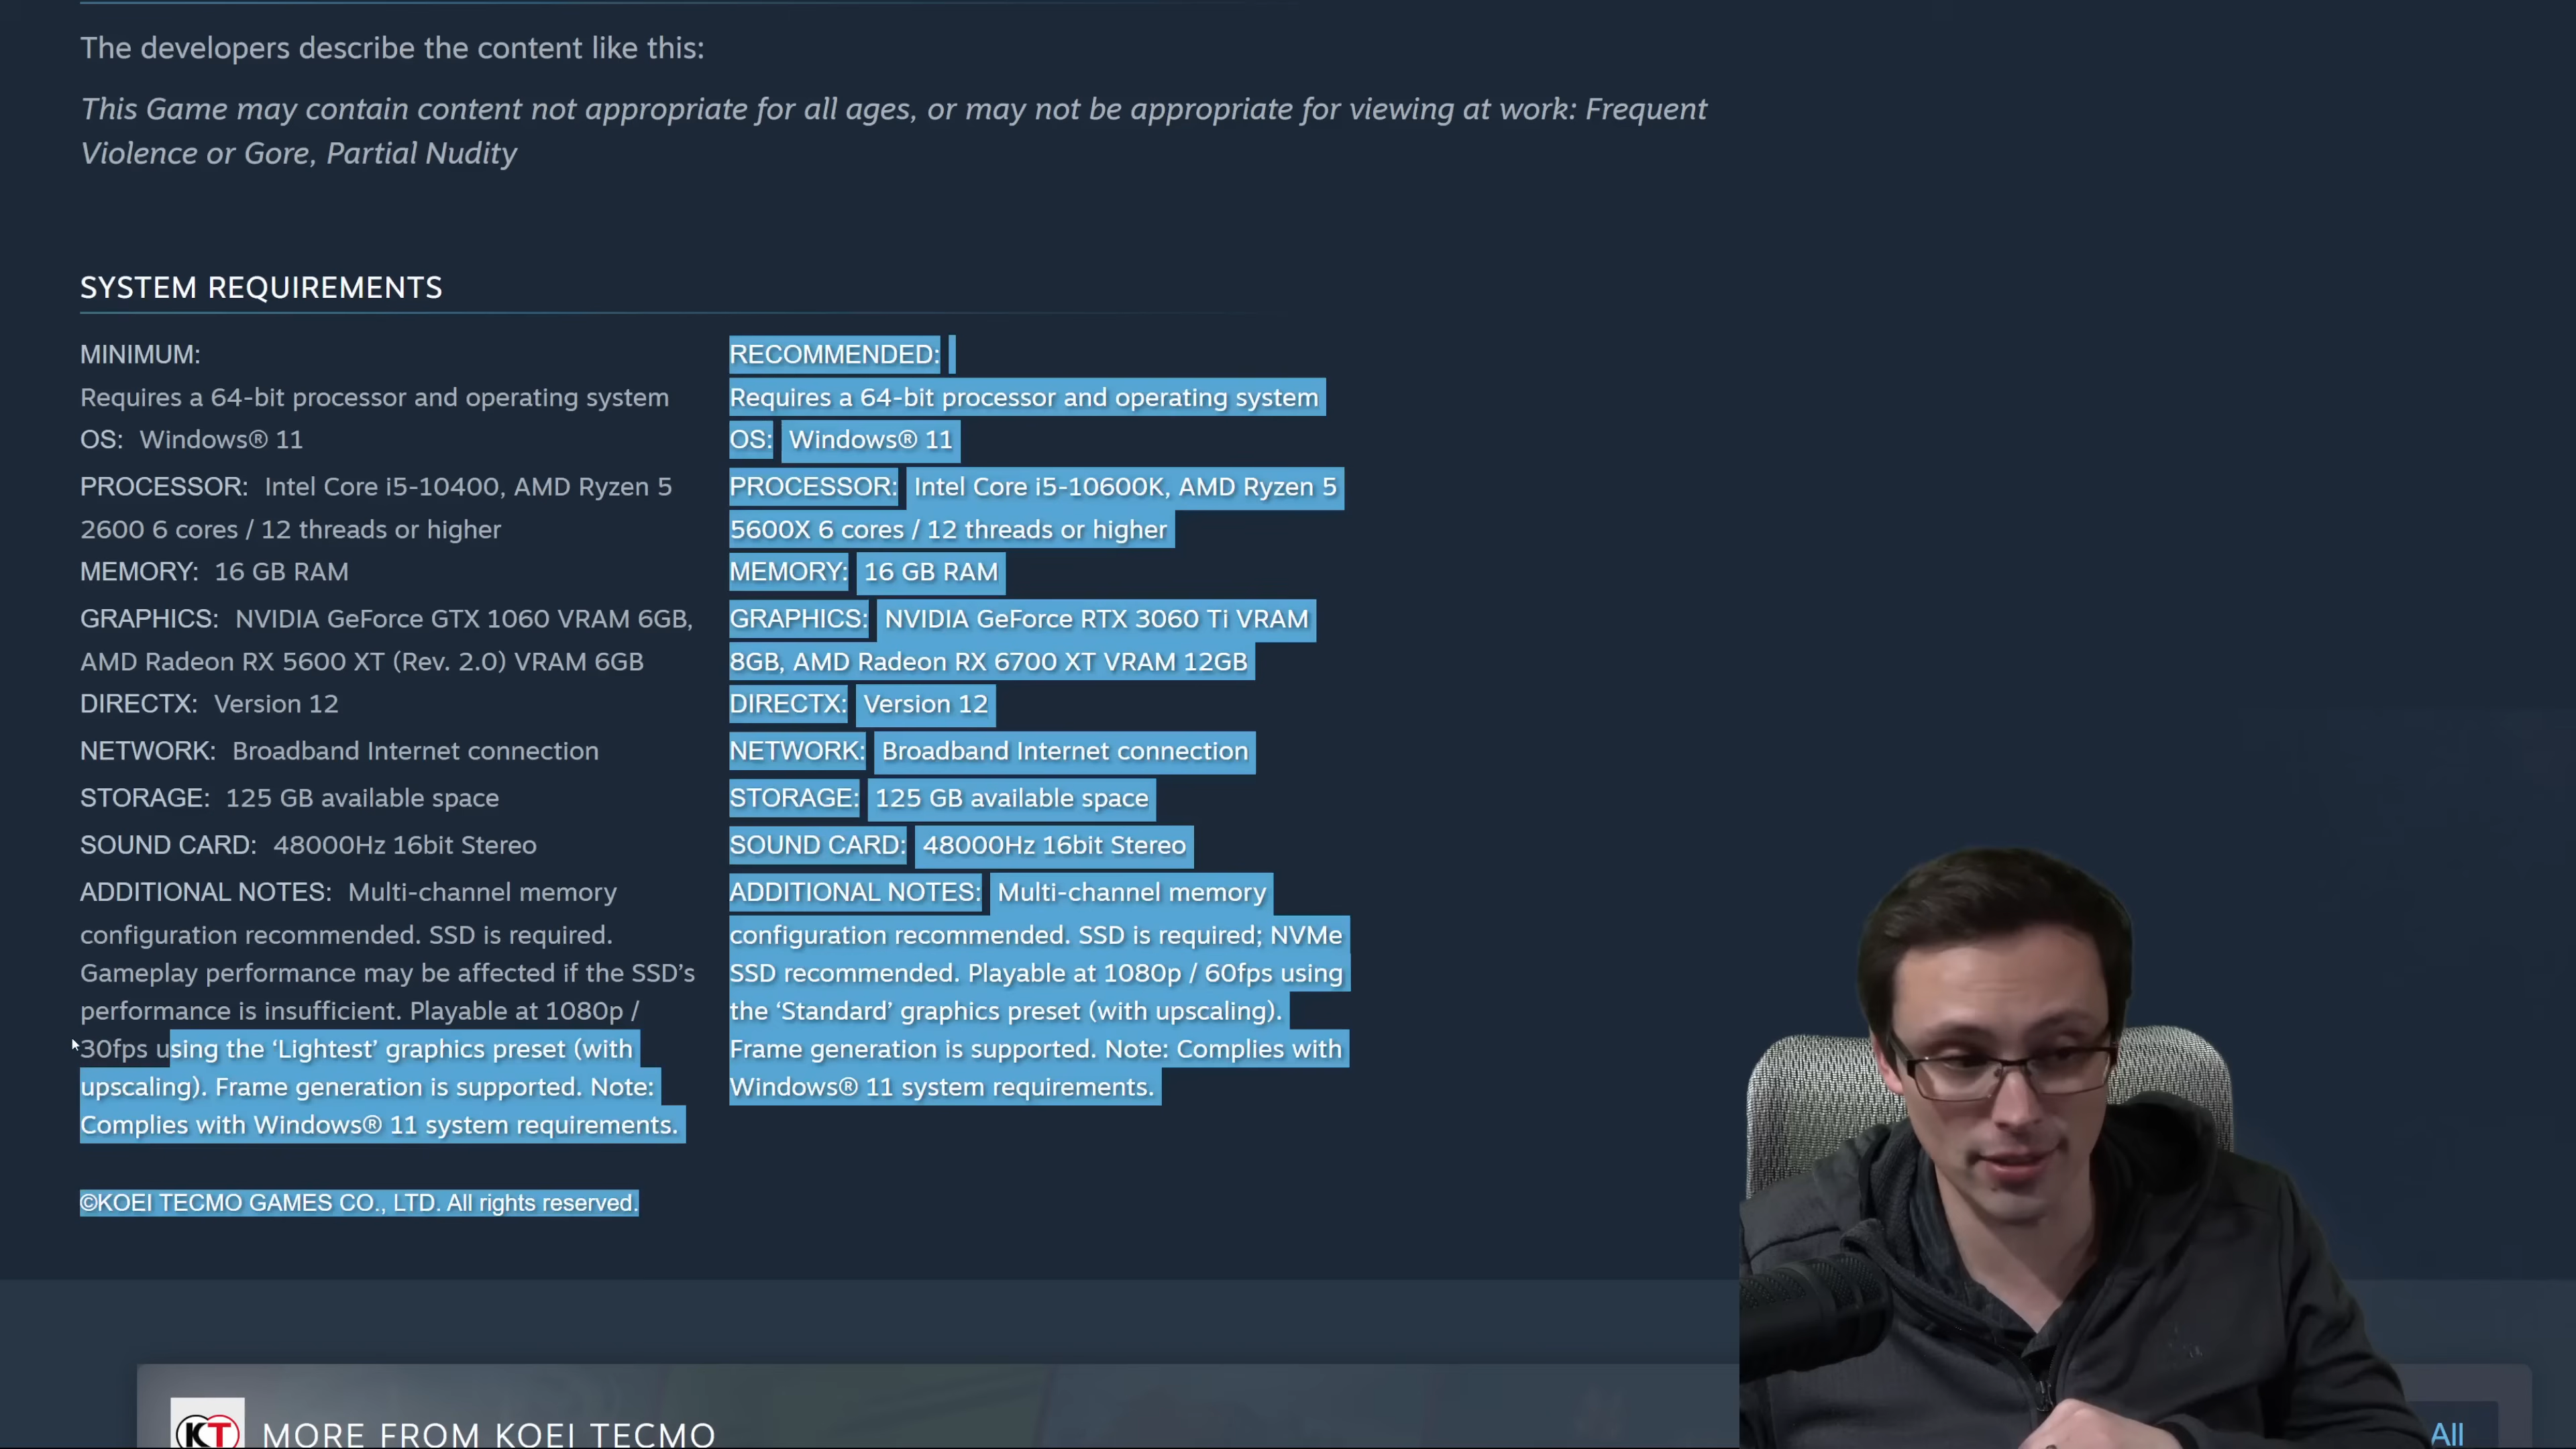 The developers describe the content like this:
This Game may contain content not appropriate for all ages, or may not be appropriate for viewing at work: Frequent
Violence or Gore, Partial Nudity
SYSTEM REQUIREMENTS
MINIMUM:
Requires a 64-bit processor and operating system
OS: Windows® 11
PROCESSOR: Intel Core i5-10400, AMD Ryzen 5
2600 6 cores / 12 threads or higher
MEMORY: 16 GB RAM
GRAPHICS: NVIDIA GeForce GTX 1060 VRAM 6GB,
AMD Radeon RX 5600 XT (Rev. 2.0) VRAM 6GB
DIRECTX: Version 12
NETWORK: Broadband Internet connection
STORAGE: 125 GB available space
SOUND CARD: 48000Hz 16bit Stereo
ADDITIONAL NOTES: Multi-channel memory
configuration recommended. SSD is required.
Gameplay performance may be affected if the SSD’s
performance is insufficient. Playable at 1080p /
30fps using the ‘Lightest’ graphics preset (with
upscaling). Frame generation is supported. Note:
Complies with Windows® 11 system requirements.
RECOMMENDED:
Requires a 64-bit processor and operating system
OS: Windows® 11
PROCESSOR: Intel Core i5-10600K, AMD Ryzen 5
5600X 6 cores / 12 threads or higher
MEMORY: 16 GB RAM
GRAPHICS: NVIDIA GeForce RTX 3060 Ti VRAM
8GB, AMD Radeon RX 6700 XT VRAM 12GB
DIRECTX: Version 12
NETWORK: Broadband Internet connection
STORAGE: 125 GB available space
SOUND CARD: 48000Hz 16bit Stereo
ADDITIONAL NOTES: Multi-channel memory
configuration recommended. SSD is required; NVMe
SSD recommended. Playable at 1080p / 60fps using
the ‘Standard’ graphics preset (with upscaling).
Frame generation is supported. Note: Complies with
Windows® 11 system requirements.
©KOEI TECMO GAMES CO., LTD. All rights reserved.
KT
MORE FROM KOEI TECMO
All